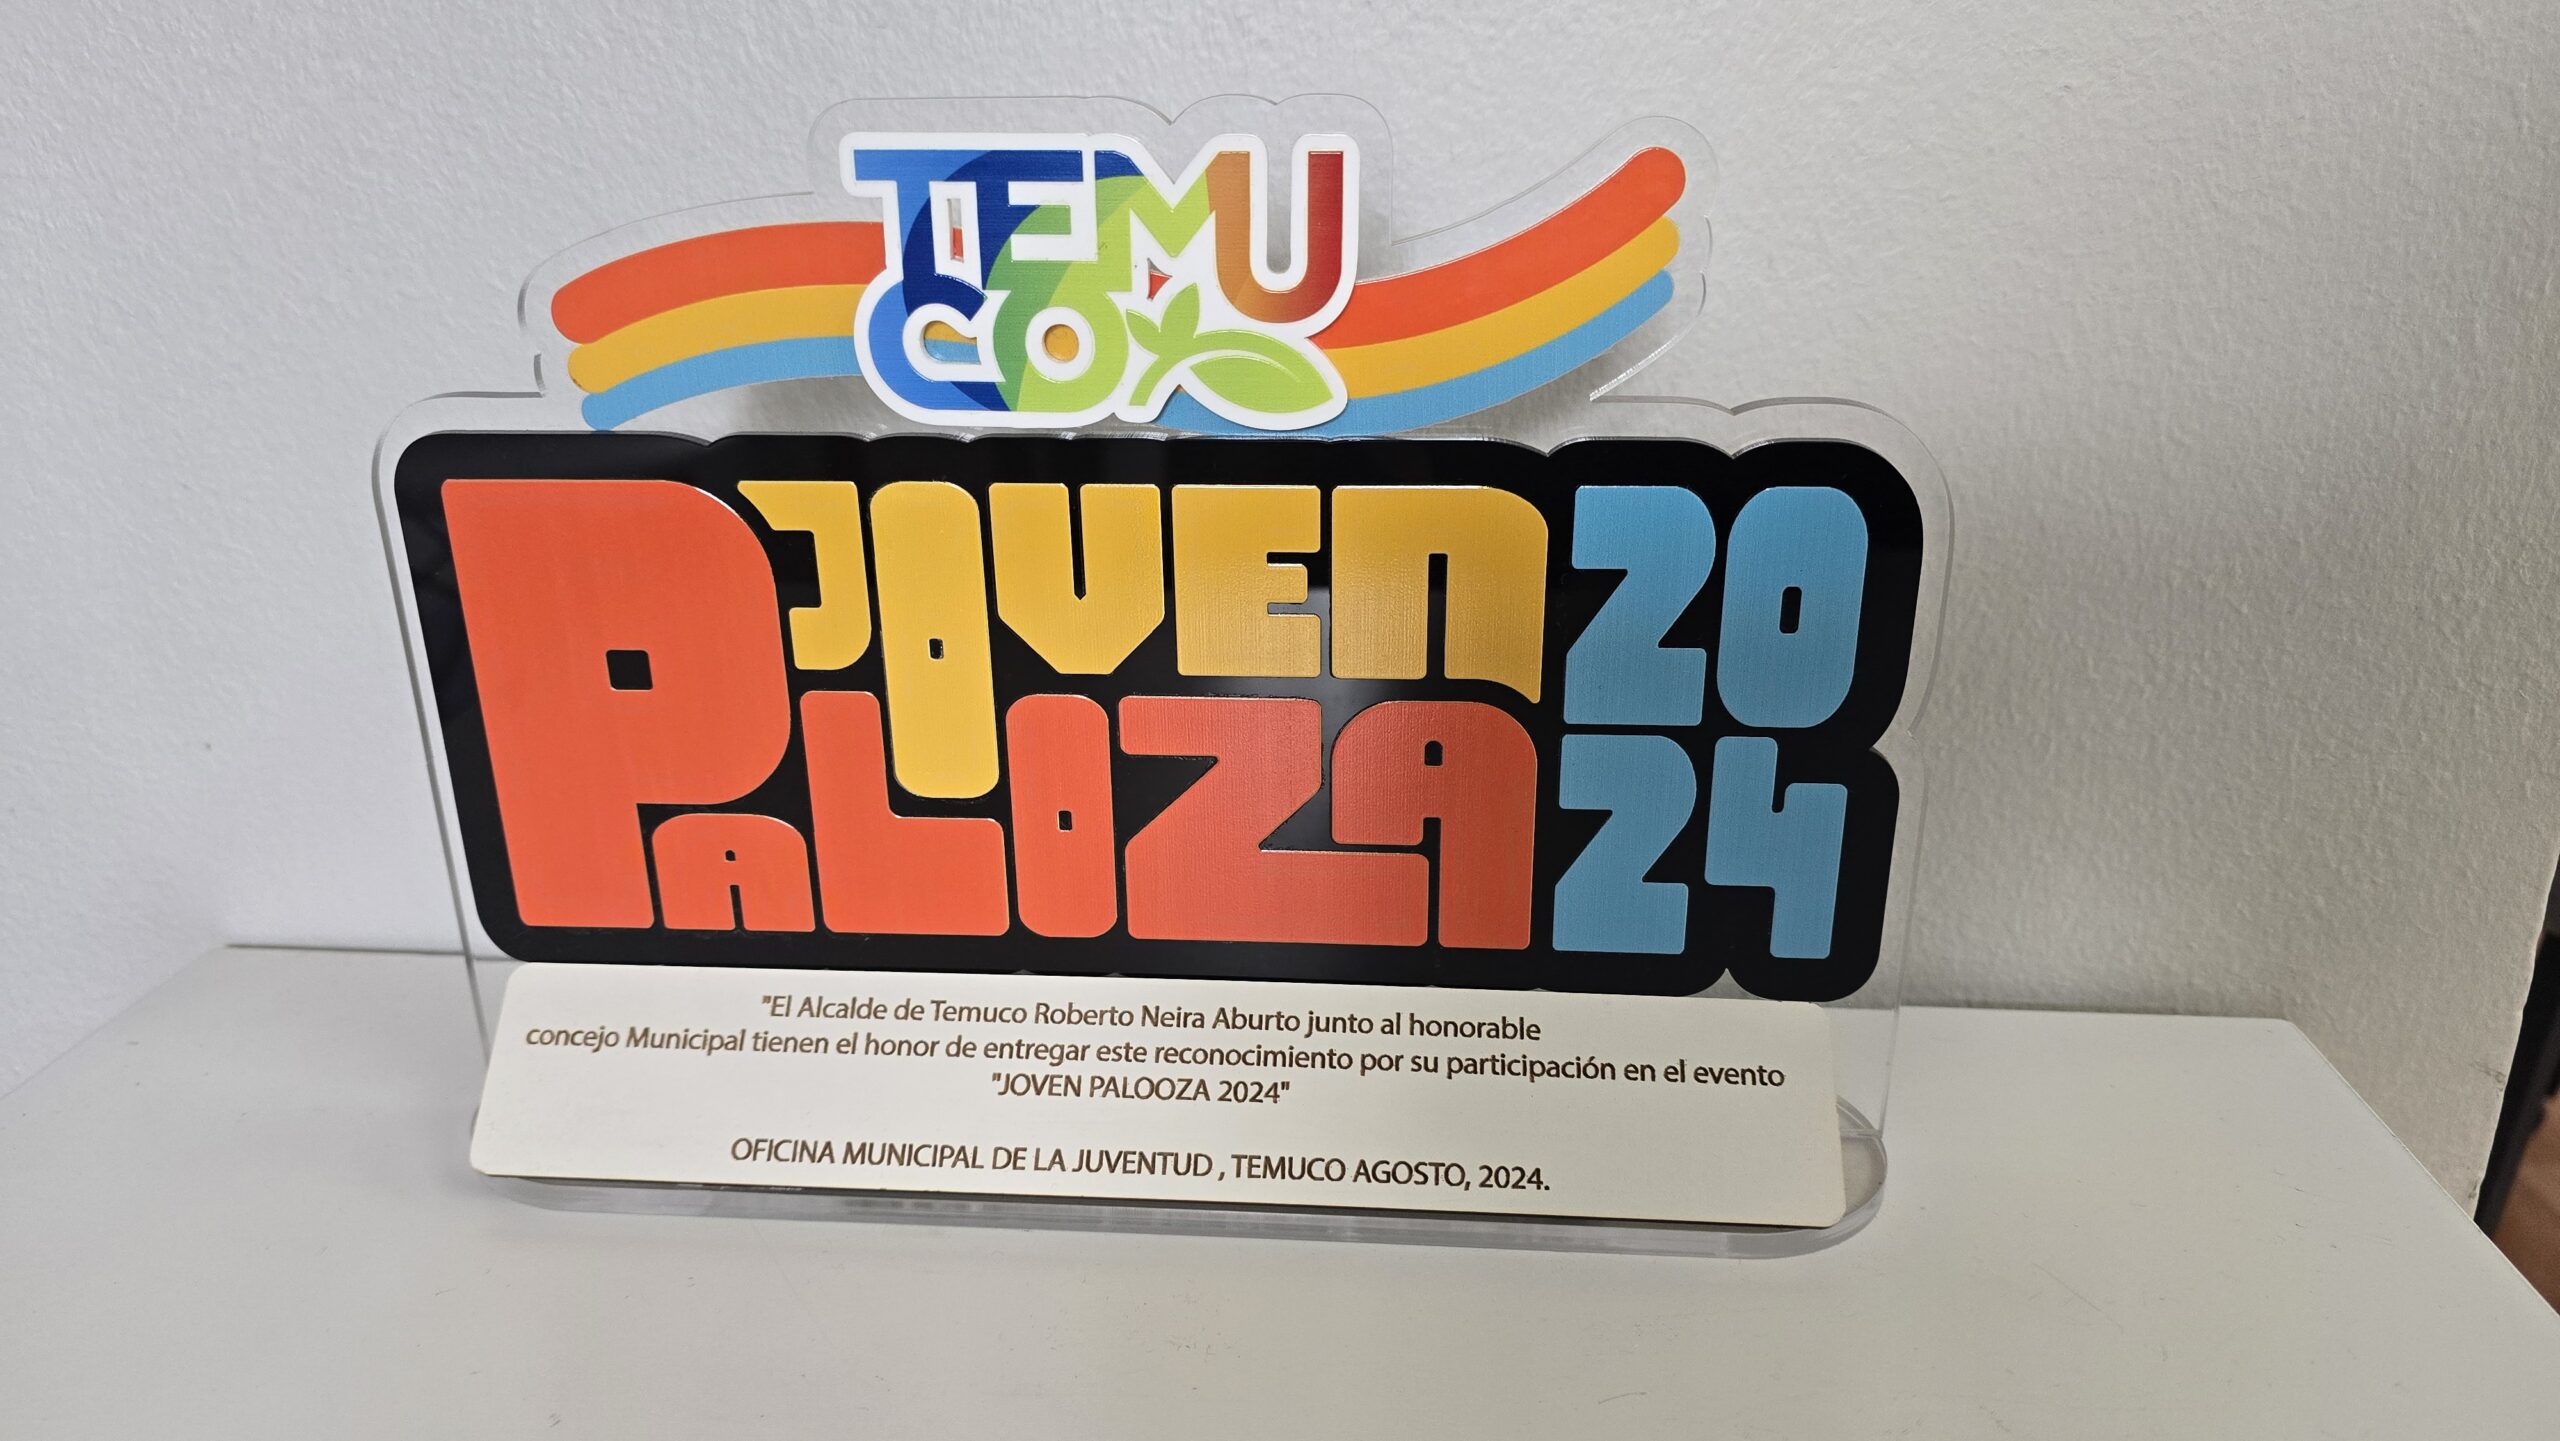 TEMU
CO
JOVEN 20
PALOZA 24
"El Alcalde de Temuco Roberto Neira Aburto junto al honorable
concejo Municipal tienen el honor de entregar este reconocimiento por su participación en el evento
"JOVEN PALOOZA 2024"
OFICINA MUNICIPAL DE LA JUVENTUD , TEMUCO AGOSTO, 2024.